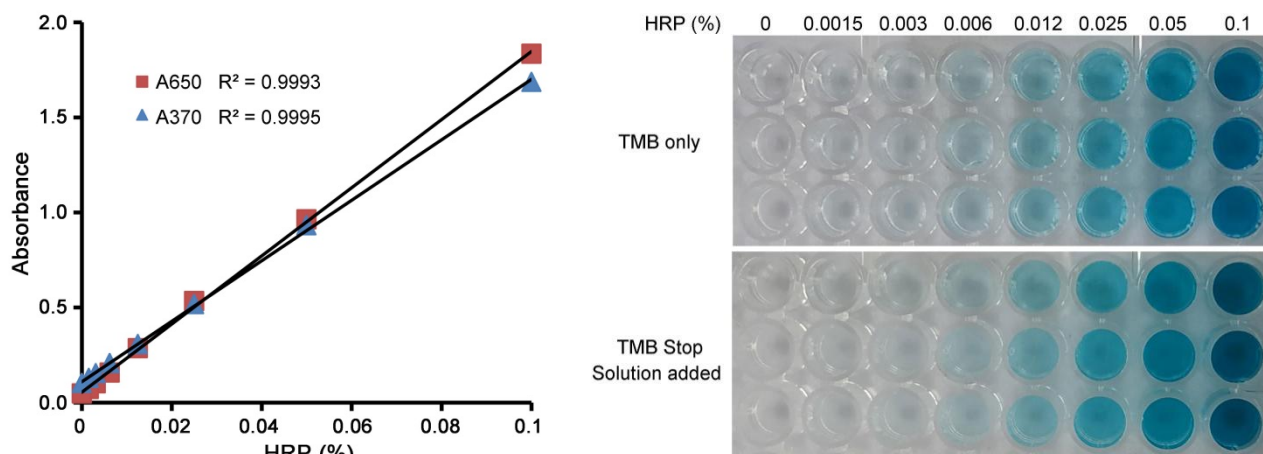 2.0
1.5
1.0
0.5
0.0
Absorbance
A650 R² = 0.9993
A370 R² = 0.9995
0 0.02 0.04 0.06 0.08 0.1
HRP (%)
HRP (%) 0 0.0015 0.003 0.006 0.012 0.025 0.05 0.1
TMB only
TMB Stop
Solution added